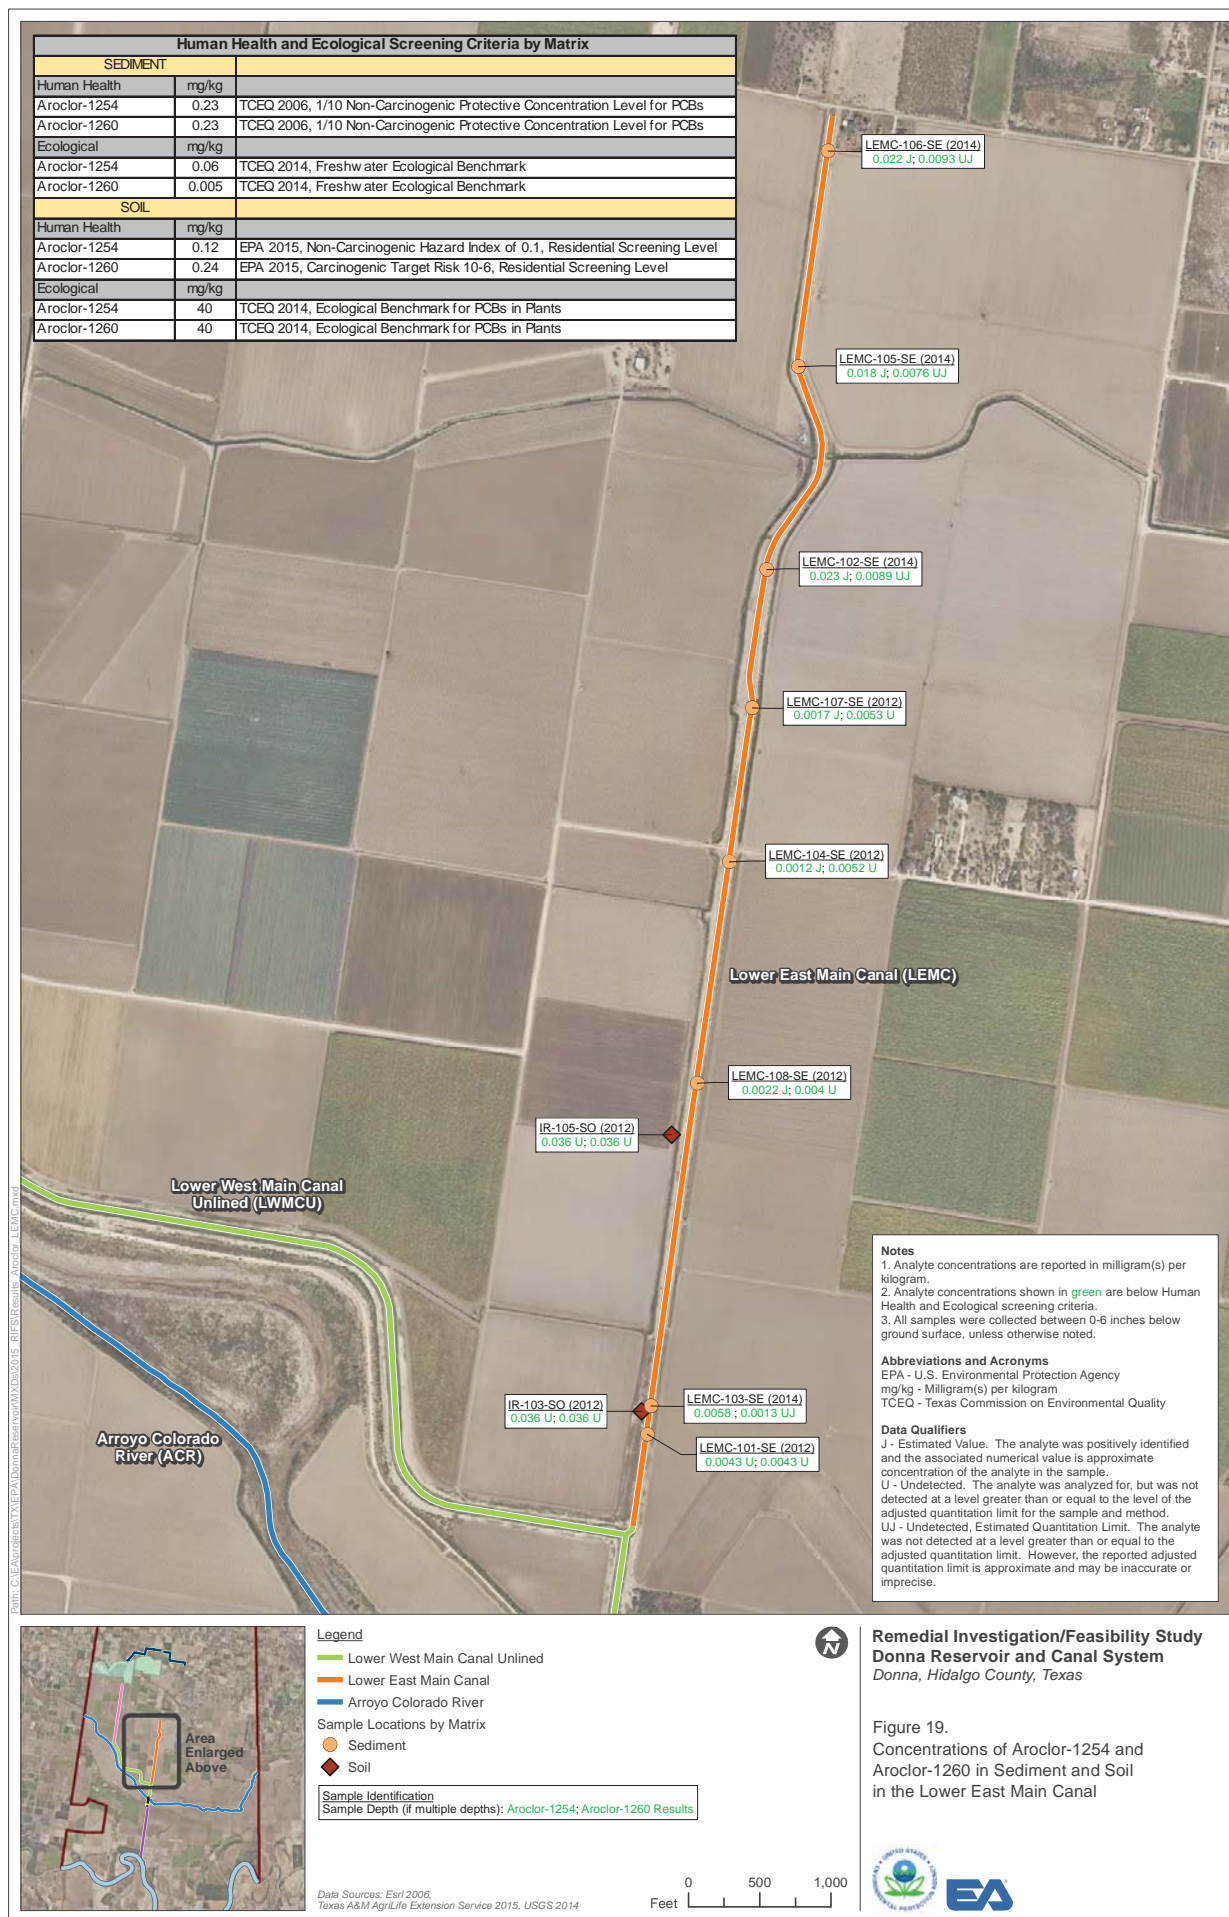 Human Health and Ecological Screening Criteria by Matrix
SEDIMENT
Human Health mg/kg
Aroclor-1254 0.23 TCEQ 2006, 1/10 Non-Carcinogenic Protective Concentration Level for PCBs
Aroclor-1260 0.23 TCEQ 2006, 1/10 Non-Carcinogenic Protective Concentration Level for PCBs
Ecological mg/kg
Aroclor-1254 0.06 TCEQ 2014, Freshwater Ecological Benchmark
Aroclor-1260 0.005 TCEQ 2014, Freshwater Ecological Benchmark
SOIL
Human Health mg/kg
Aroclor-1254 0.12 EPA 2015, Non-Carcinogenic Hazard Index of 0.1, Residential Screening Level
Aroclor-1260 0.24 EPA 2015, Carcinogenic Target Risk 10-6, Residential Screening Level
Ecological mg/kg
Aroclor-1254 40 TCEQ 2014, Ecological Benchmark for PCBs in Plants
Aroclor-1260 40 TCEQ 2014, Ecological Benchmark for PCBs in Plants
LEMC-106-SE (2014)
0.022 J; 0.0093 UJ
LEMC-105-SE (2014)
0.018 J; 0.0076 UJ
LEMC-102-SE (2014)
0.023 J; 0.0089 UJ
LEMC-107-SE (2012)
0.0017 J; 0.0053 U
LEMC-104-SE (2012)
0.0012 J; 0.0052 U
Lower East Main Canal (LEMC)
LEMC-108-SE (2012)
0.0022 J; 0.004 U
IR-105-SO (2012)
0.036 U; 0.036 U
Lower West Main Canal
Unlined (LWMCU)
IR-103-SO (2012)
0.036 U; 0.036 U
LEMC-103-SE (2014)
0.0058 ; 0.0013 UJ
LEMC-101-SE (2012)
0.0043 U; 0.0043 U
Arroyo Colorado
River (ACR)
Notes
1. Analyte concentrations are reported in milligram(s) per
kilogram.
2. Analyte concentrations shown in green are below Human
Health and Ecological screening criteria.
3. All samples were collected between 0-6 inches below
ground surface, unless otherwise noted.
Abbreviations and Acronyms
EPA - U.S. Environmental Protection Agency
mg/kg - Milligram(s) per kilogram
TCEQ - Texas Commission on Environmental Quality
Data Qualifiers
J - Estimated Value. The analyte was positively identified
and the associated numerical value is approximate
concentration of the analyte in the sample.
U - Undetected. The analyte was analyzed for, but was not
detected at a level greater than or equal to the level of the
adjusted quantitation limit for the sample and method.
UJ - Undetected, Estimated Quantitation Limit. The analyte
was not detected at a level greater than or equal to the
adjusted quantitation limit. However, the reported adjusted
quantitation limit is approximate and may be inaccurate or
imprecise.
Path: C:\EA\projects\TX\EPA\DonnaReservoir\MXDs\2015_RIFS\Results_Aroclor_LEMC.mxd
Area
Enlarged
Above
Legend
Lower West Main Canal Unlined
Lower East Main Canal
Arroyo Colorado River
Sample Locations by Matrix
Sediment
Soil
Sample Identification
Sample Depth (if multiple depths): Aroclor-1254; Aroclor-1260 Results
Data Sources: Esri 2006,
Texas A&M AgriLife Extension Service 2015, USGS 2014
N
0 500 1,000
Feet
Remedial Investigation/Feasibility Study
Donna Reservoir and Canal System
Donna, Hidalgo County, Texas
Figure 19.
Concentrations of Aroclor-1254 and
Aroclor-1260 in Sediment and Soil
in the Lower East Main Canal
EA